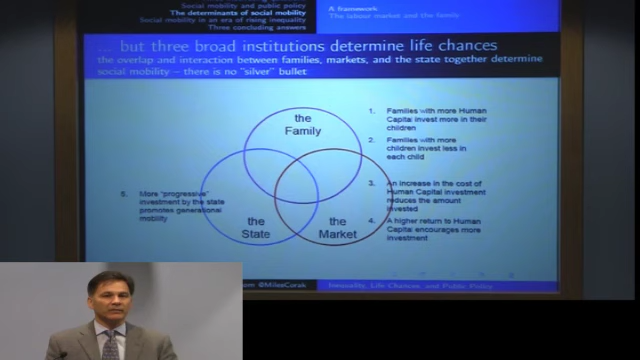 Social mobility and public policy
The determinants of social mobility
Social mobility in an era of rising inequality
Three concluding answers
A framework
The labour market and the family
... but three broad institutions determine life chances
the overlap and interaction between families, markets, and the state together determine
social mobility – there is no "silver" bullet
the
Family
the
State
the
Market
1. Families with more Human
Capital invest more in their
children
2. Families with more
children invest less in
each child
3. An increase in the cost of
Human Capital investment
reduces the amount
invested
4. A higher return to Human
Capital encourages more
investment
5. More "progressive"
investment by the state
promotes generational
mobility
@MilesCorak
Inequality, Life Chances, and Public Policy